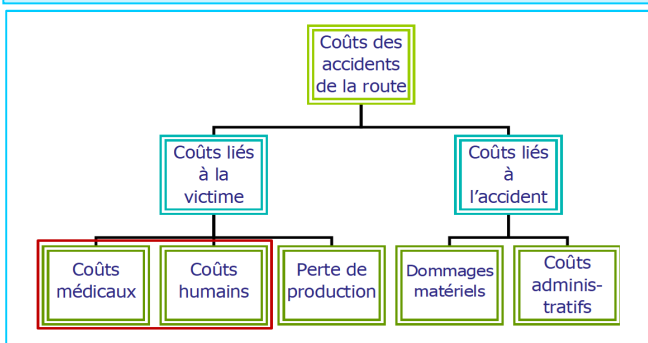 Coûts des
accidents
de la route
Coûts liés
à la
victime
Coûts liés
à
l'accident
Coûts
médicaux
Coûts
humains
Perte de
production
Dommages
matériels
Coûts
adminis-
tratifs